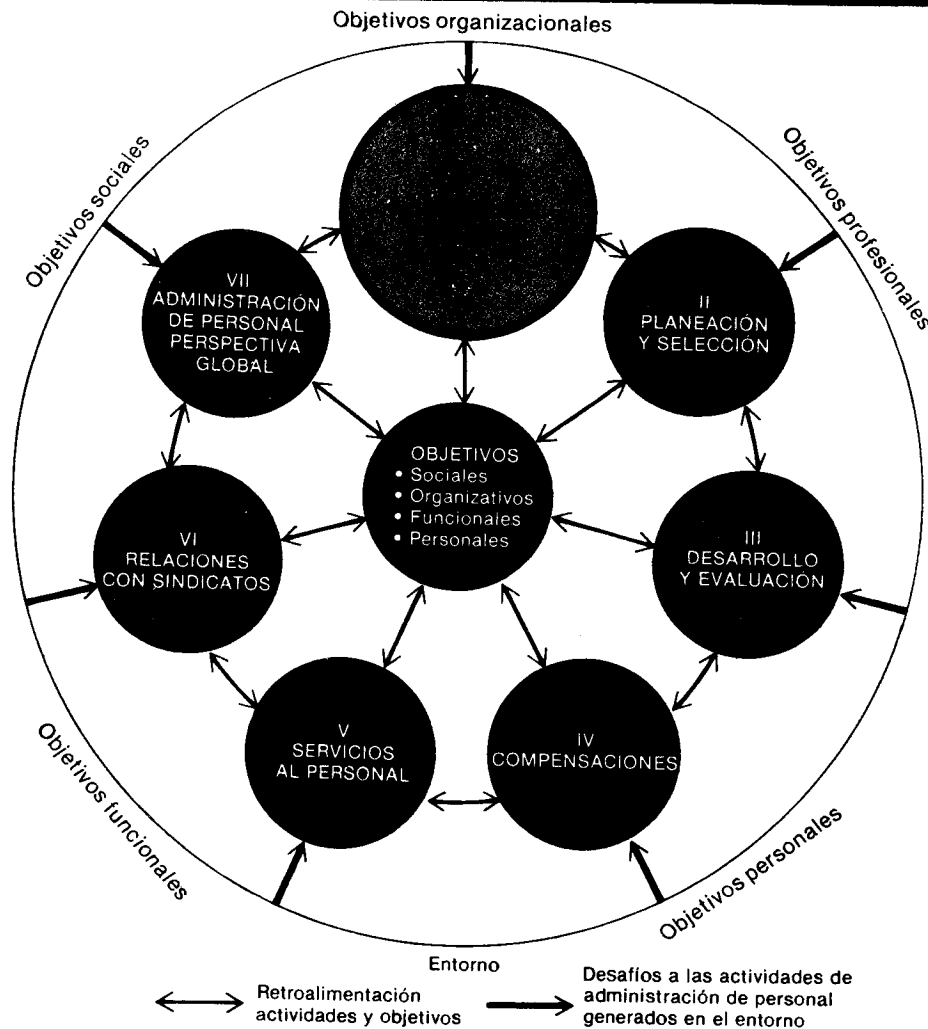 Objetivos organizacionales
Objetivos sociales
Objetivos profesionales
VII
ADMINISTRACIÓN
DE PERSONAL
PERSPECTIVA
GLOBAL
II
PLANEACIÓN
Y SELECCIÓN
OBJETIVOS
• Sociales
• Organizativos
• Funcionales
• Personales
VI
RELACIONES
CON SINDICATOS
III
DESARROLLO
Y EVALUACIÓN
V
SERVICIOS
AL PERSONAL
IV
COMPENSACIONES
Objetivos funcionales
Objetivos personales
Entorno
Retroalimentación
actividades y objetivos
Desafíos a las actividades de
administración de personal
generados en el entorno